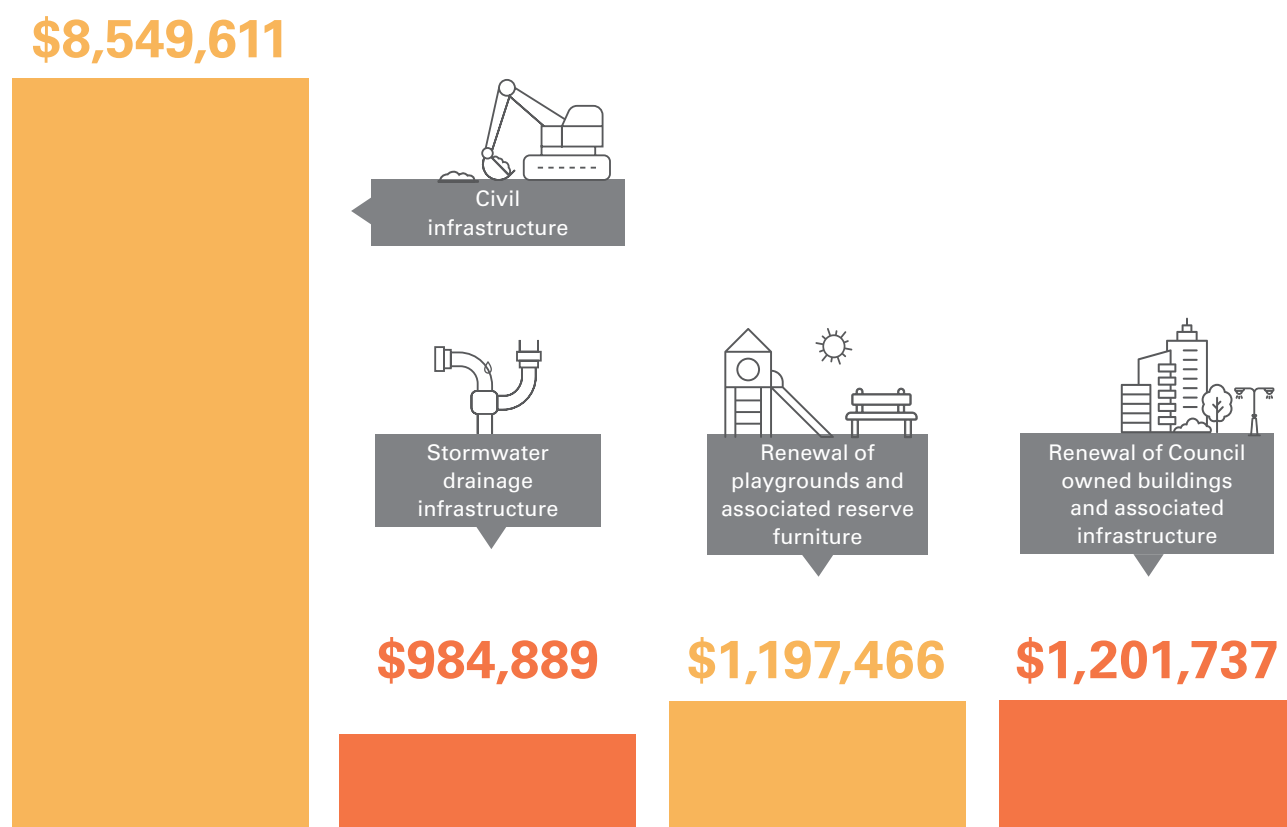 $8,549,611
Civil
infrastructure
Stormwater
drainage
infrastructure
$984,889
Renewal of
playgrounds and
associated reserve
furniture
$1,197,466
Renewal of Council
owned buildings
and associated
infrastructure
$1,201,737